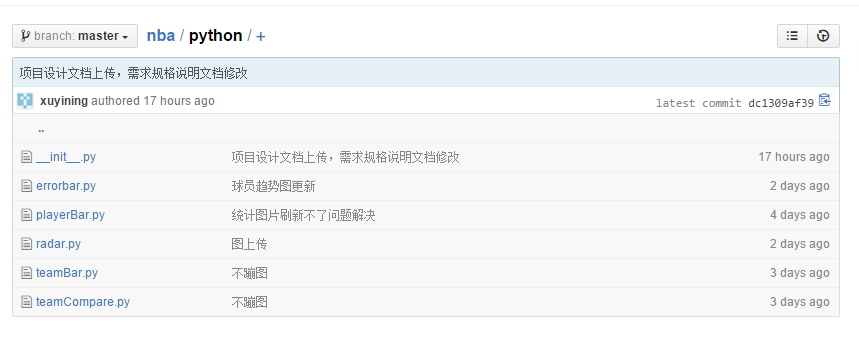 branch: master nba / python / +
项目设计文档上传，需求规格说明文档修改
xuyining authored 17 hours ago latest commit dc1309af39
..
__init__.py 项目设计文档上传，需求规格说明文档修改 17 hours ago
errorbar.py 球员趋势图更新 2 days ago
playerBar.py 统计图片刷新不了问题解决 4 days ago
radar.py 图上传 2 days ago
teamBar.py 不蹦图 3 days ago
teamCompare.py 不蹦图 3 days ago